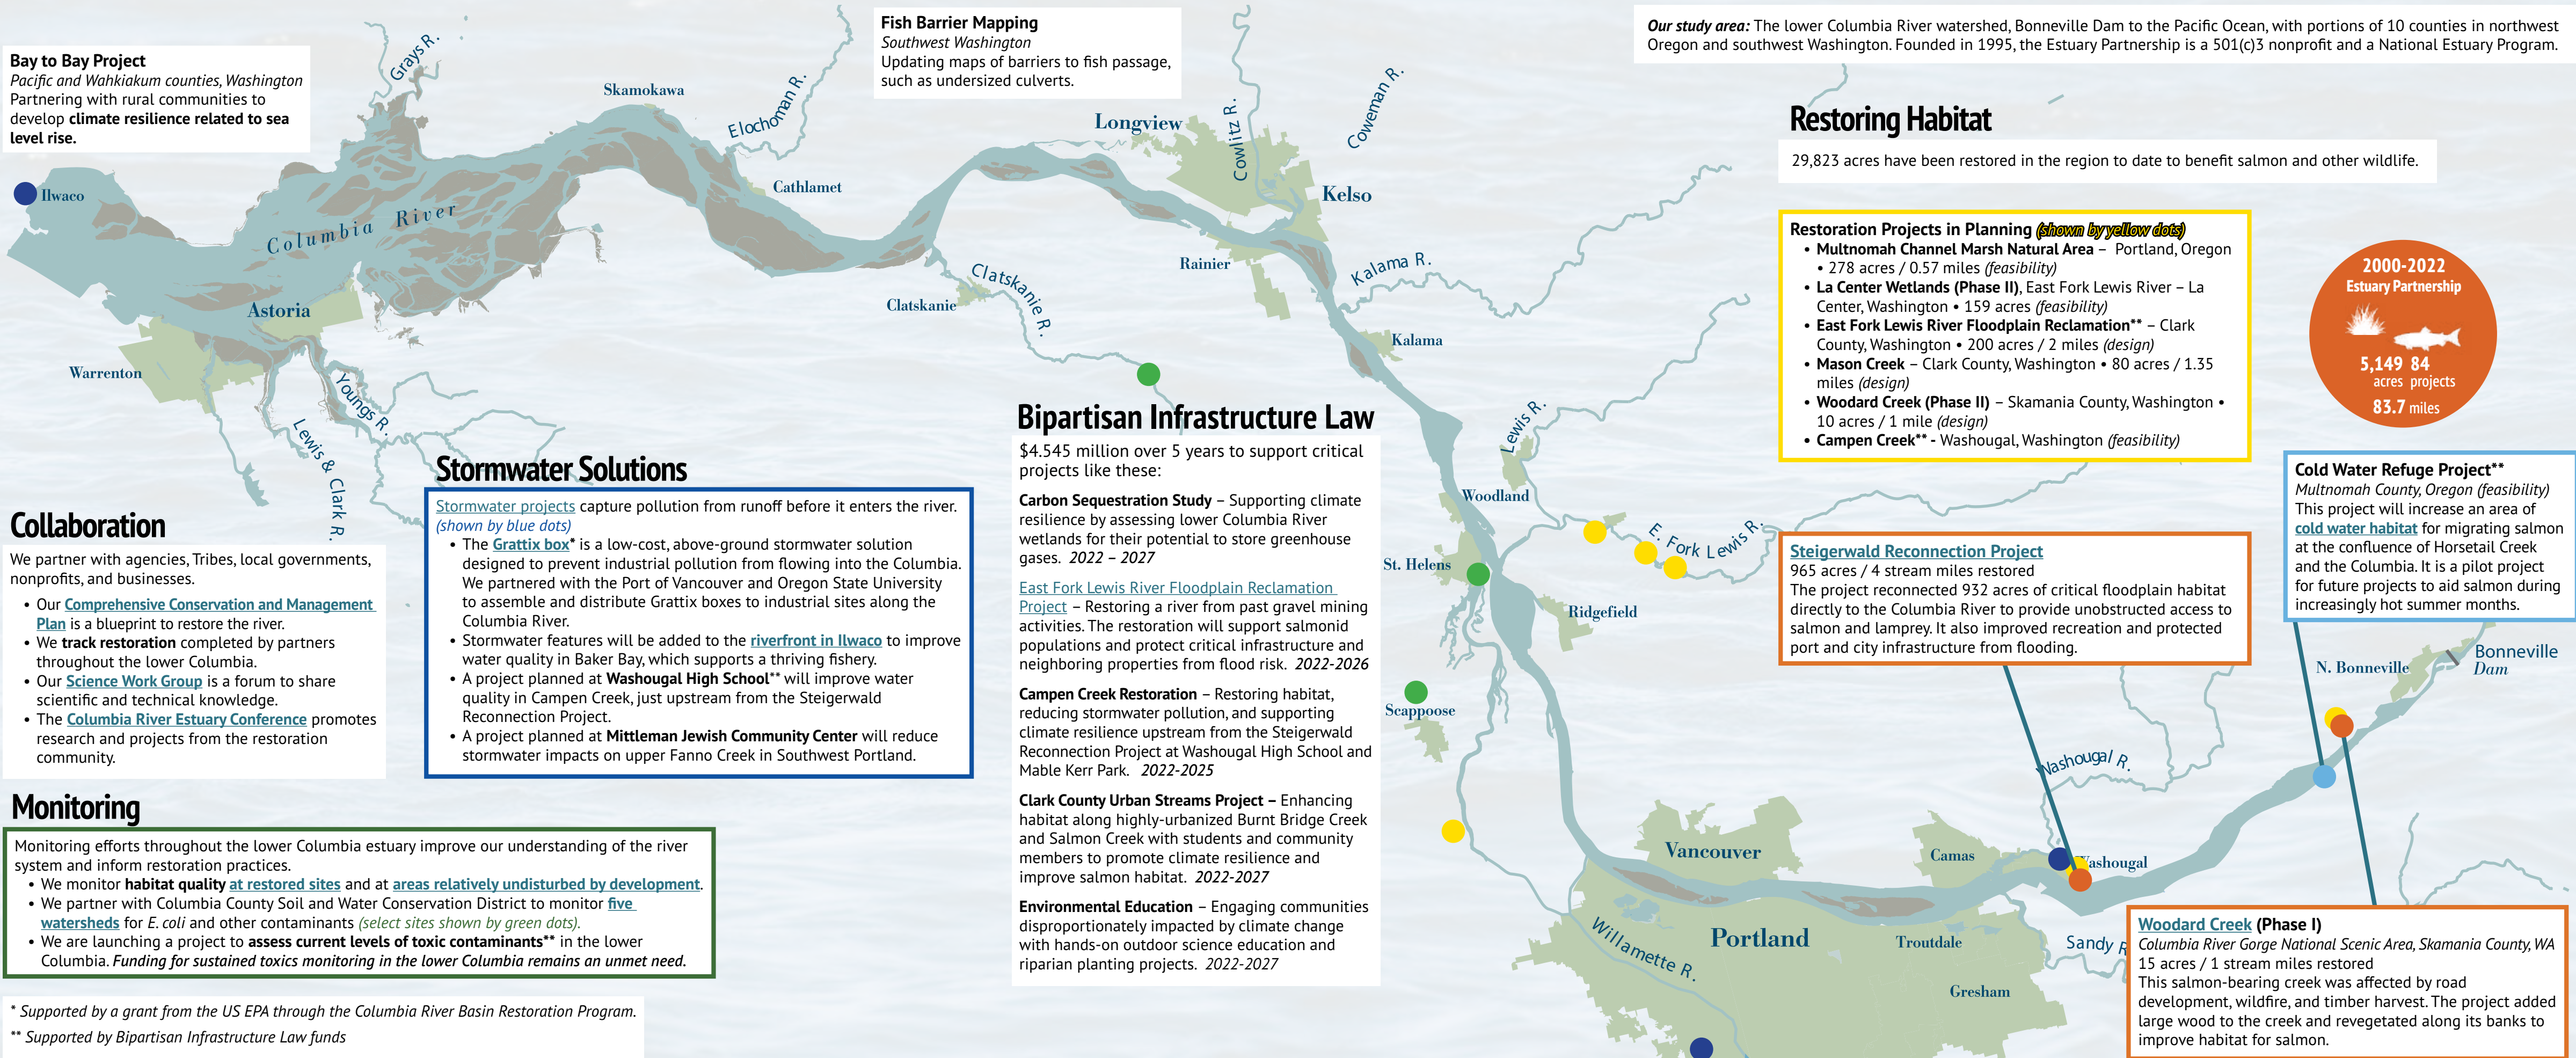 Bay to Bay Project
Pacific and Wahkiakum counties, Washington
Partnering with rural communities to
develop climate resilience related to sea
level rise.
Fish Barrier Mapping
Southwest Washington
Updating maps of barriers to fish passage,
such as undersized culverts.
Our study area: The lower Columbia River watershed, Bonneville Dam to the Pacific Ocean, with portions of 10 counties in northwest
Oregon and southwest Washington. Founded in 1995, the Estuary Partnership is a 501(c)3 nonprofit and a National Estuary Program.
Grays R.
Skamokawa
Elochoman R.
Longview
Cowlitz R.
Coweman R.
Ilwaco
Columbia River
Cathlamet
Kelso
Astoria
Warrenton
Youngs R.
Lewis & Clark R.
Clatskanie
Clatskanie R.
Rainier
Kalama R.
Kalama
Lewis R.
Woodland
St. Helens
E. Fork Lewis R.
Ridgefield
Scappoose
Restoring Habitat
29,823 acres have been restored in the region to date to benefit salmon and other wildlife.
Restoration Projects in Planning (shown by yellow dots)
• Multnomah Channel Marsh Natural Area – Portland, Oregon
• 278 acres / 0.57 miles (feasibility)
• La Center Wetlands (Phase II), East Fork Lewis River – La
Center, Washington • 159 acres (feasibility)
• East Fork Lewis River Floodplain Reclamation** – Clark
County, Washington • 200 acres / 2 miles (design)
• Mason Creek – Clark County, Washington • 80 acres / 1.35
miles (design)
• Woodard Creek (Phase II) – Skamania County, Washington •
10 acres / 1 mile (design)
• Campen Creek** - Washougal, Washington (feasibility)
2000-2022
Estuary Partnership
5,149 84
acres projects
83.7 miles
Cold Water Refuge Project**
Multnomah County, Oregon (feasibility)
This project will increase an area of
cold water habitat for migrating salmon
at the confluence of Horsetail Creek
and the Columbia. It is a pilot project
for future projects to aid salmon during
increasingly hot summer months.
Steigerwald Reconnection Project
965 acres / 4 stream miles restored
The project reconnected 932 acres of critical floodplain habitat
directly to the Columbia River to provide unobstructed access to
salmon and lamprey. It also improved recreation and protected
port and city infrastructure from flooding.
Collaboration
We partner with agencies, Tribes, local governments,
nonprofits, and businesses.
• Our Comprehensive Conservation and Management
Plan is a blueprint to restore the river.
• We track restoration completed by partners
throughout the lower Columbia.
• Our Science Work Group is a forum to share
scientific and technical knowledge.
• The Columbia River Estuary Conference promotes
research and projects from the restoration
community.
Stormwater Solutions
Stormwater projects capture pollution from runoff before it enters the river.
(shown by blue dots)
• The Grattix box* is a low-cost, above-ground stormwater solution
designed to prevent industrial pollution from flowing into the Columbia.
We partnered with the Port of Vancouver and Oregon State University
to assemble and distribute Grattix boxes to industrial sites along the
Columbia River.
• Stormwater features will be added to the riverfront in Ilwaco to improve
water quality in Baker Bay, which supports a thriving fishery.
• A project planned at Washougal High School** will improve water
quality in Campen Creek, just upstream from the Steigerwald
Reconnection Project.
• A project planned at Mittleman Jewish Community Center will reduce
stormwater impacts on upper Fanno Creek in Southwest Portland.
Bipartisan Infrastructure Law
$4.545 million over 5 years to support critical
projects like these:
Carbon Sequestration Study – Supporting climate
resilience by assessing lower Columbia River
wetlands for their potential to store greenhouse
gases. 2022 – 2027
East Fork Lewis River Floodplain Reclamation
Project – Restoring a river from past gravel mining
activities. The restoration will support salmonid
populations and protect critical infrastructure and
neighboring properties from flood risk. 2022-2026
Campen Creek Restoration – Restoring habitat,
reducing stormwater pollution, and supporting
climate resilience upstream from the Steigerwald
Reconnection Project at Washougal High School and
Mable Kerr Park. 2022-2025
Clark County Urban Streams Project – Enhancing
habitat along highly-urbanized Burnt Bridge Creek
and Salmon Creek with students and community
members to promote climate resilience and
improve salmon habitat. 2022-2027
Environmental Education – Engaging communities
disproportionately impacted by climate change
with hands-on outdoor science education and
riparian planting projects. 2022-2027
Monitoring
Monitoring efforts throughout the lower Columbia estuary improve our understanding of the river
system and inform restoration practices.
• We monitor habitat quality at restored sites and at areas relatively undisturbed by development.
• We partner with Columbia County Soil and Water Conservation District to monitor five
watersheds for E. coli and other contaminants (select sites shown by green dots).
• We are launching a project to assess current levels of toxic contaminants** in the lower
Columbia. Funding for sustained toxics monitoring in the lower Columbia remains an unmet need.
* Supported by a grant from the US EPA through the Columbia River Basin Restoration Program.
** Supported by Bipartisan Infrastructure Law funds
N. Bonneville
Bonneville
Dam
Washougal R.
Vancouver
Camas
Washougal
Willamette R.
Portland
Troutdale
Sandy R
Gresham
Woodard Creek (Phase I)
Columbia River Gorge National Scenic Area, Skamania County, WA
15 acres / 1 stream miles restored
This salmon-bearing creek was affected by road
development, wildfire, and timber harvest. The project added
large wood to the creek and revegetated along its banks to
improve habitat for salmon.